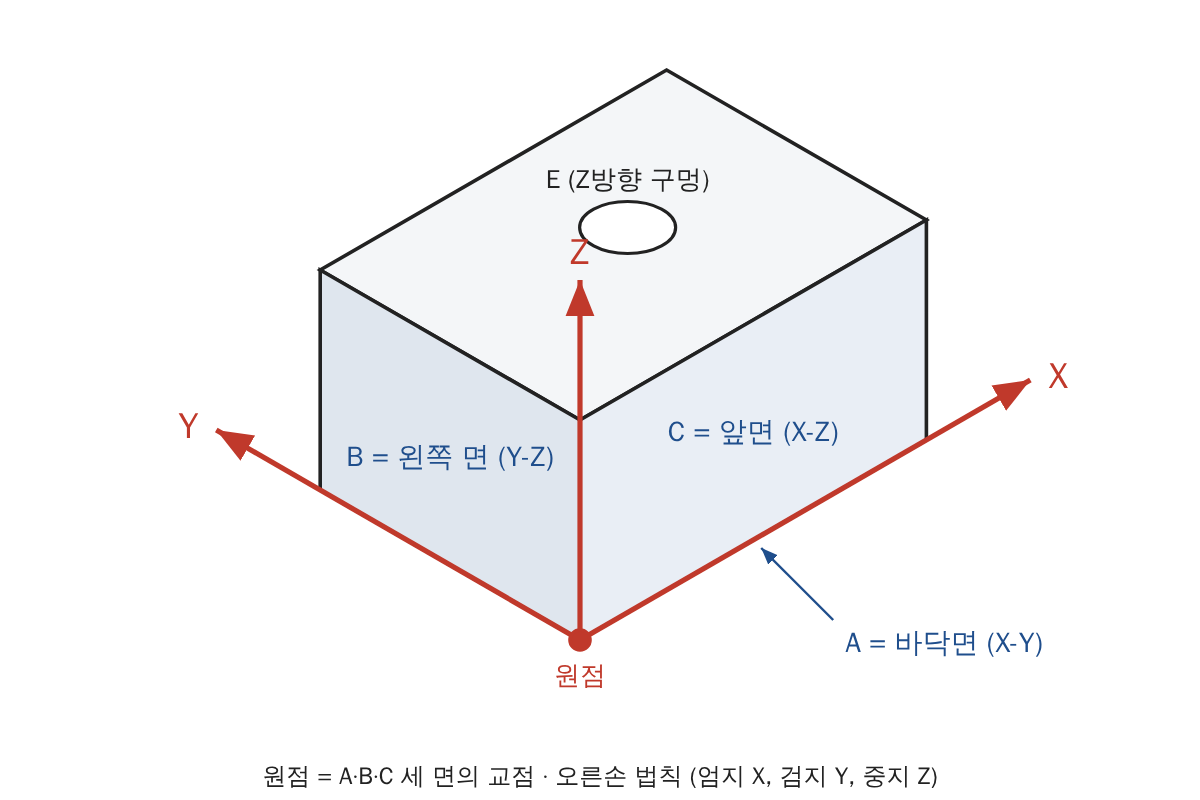 E (Z방향 구멍)
Z
X
Y
C = 앞면 (X-Z)
B = 왼쪽 면 (Y-Z)
A = 바닥면 (X-Y)
원점
원점 = A·B·C 세 면의 교점 · 오른손 법칙 (엄지 X, 검지 Y, 중지 Z)